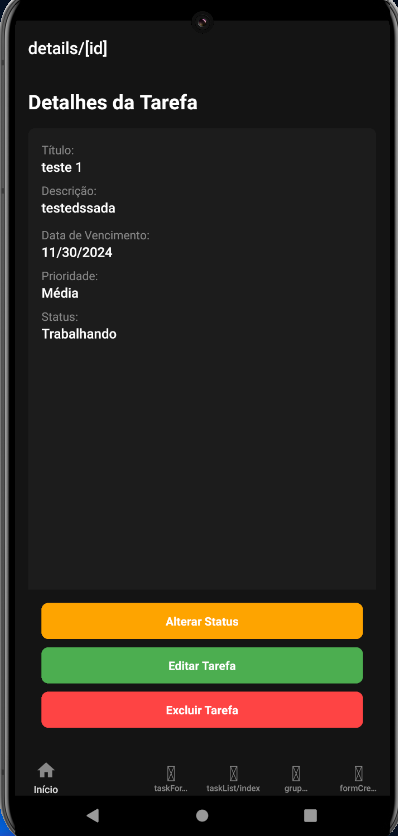 details/[id]
Detalhes da Tarefa
Título:
teste 1
Descrição:
testedssada
Data de Vencimento:
11/30/2024
Prioridade:
Média
Status:
Trabalhando
Alterar Status
Editar Tarefa
Excluir Tarefa
Início
taskFor...
taskList/index
grup...
formCre...